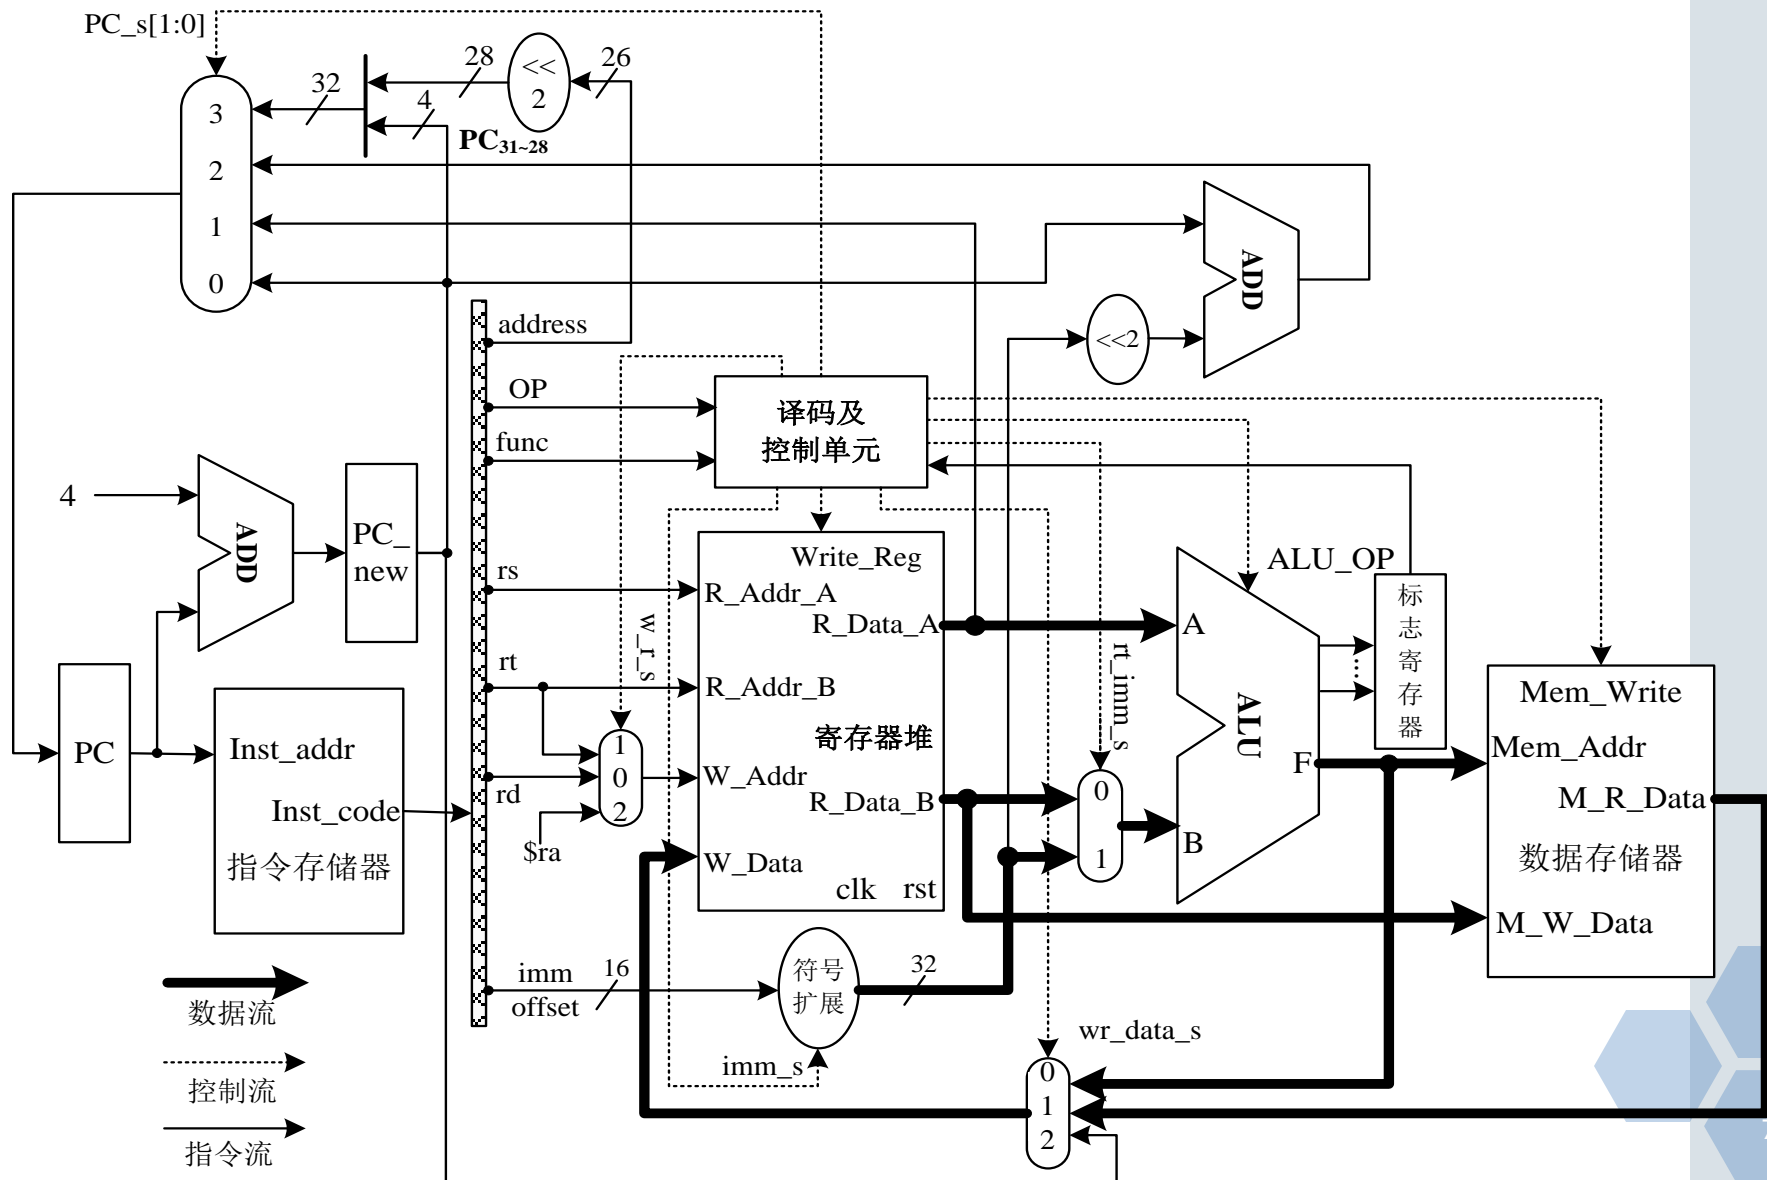 PC_s[1:0]
3
2
1
0
32
28
4
PC31~28
<<
2
26
ADD
<<2
address
OP
func
译码及
控制单元
4
ADD
PC_
new
PC
Inst_addr
Inst_code
指令存储器
rs
rt
rd
$ra
w_r_s
1
0
2
Write_Reg
R_Addr_A
R_Data_A
R_Addr_B
寄存器堆
W_Addr
R_Data_B
W_Data
clk rst
rt_imm_s
0
1
ALU_OP
A
ALU
F
B
标
志
寄
存
器
...
Mem_Write
Mem_Addr
M_R_Data
数据存储器
M_W_Data
imm
offset
16
符号
扩展
32
imm_s
wr_data_s
0
1
2
数据流
控制流
指令流